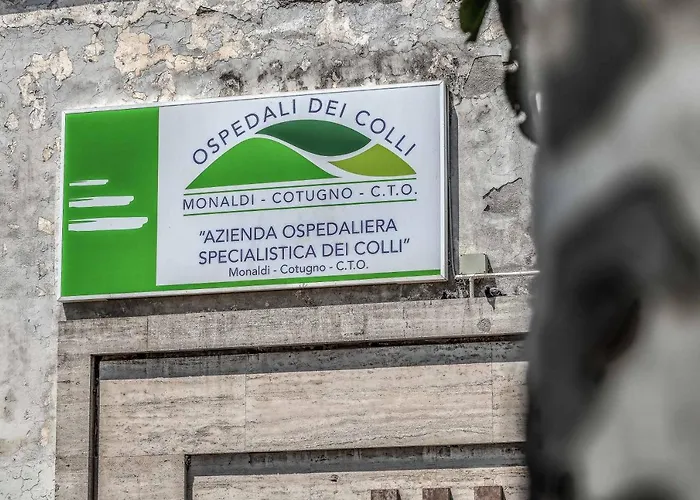 OSPEDALI DEI COLLI
MONALDI - COTUGNO - C.T.O.
"AZIENDA OSPEDALIERA
SPECIALISTICA DEI COLLI"
Monaldi - Cotugno - C.T.O.